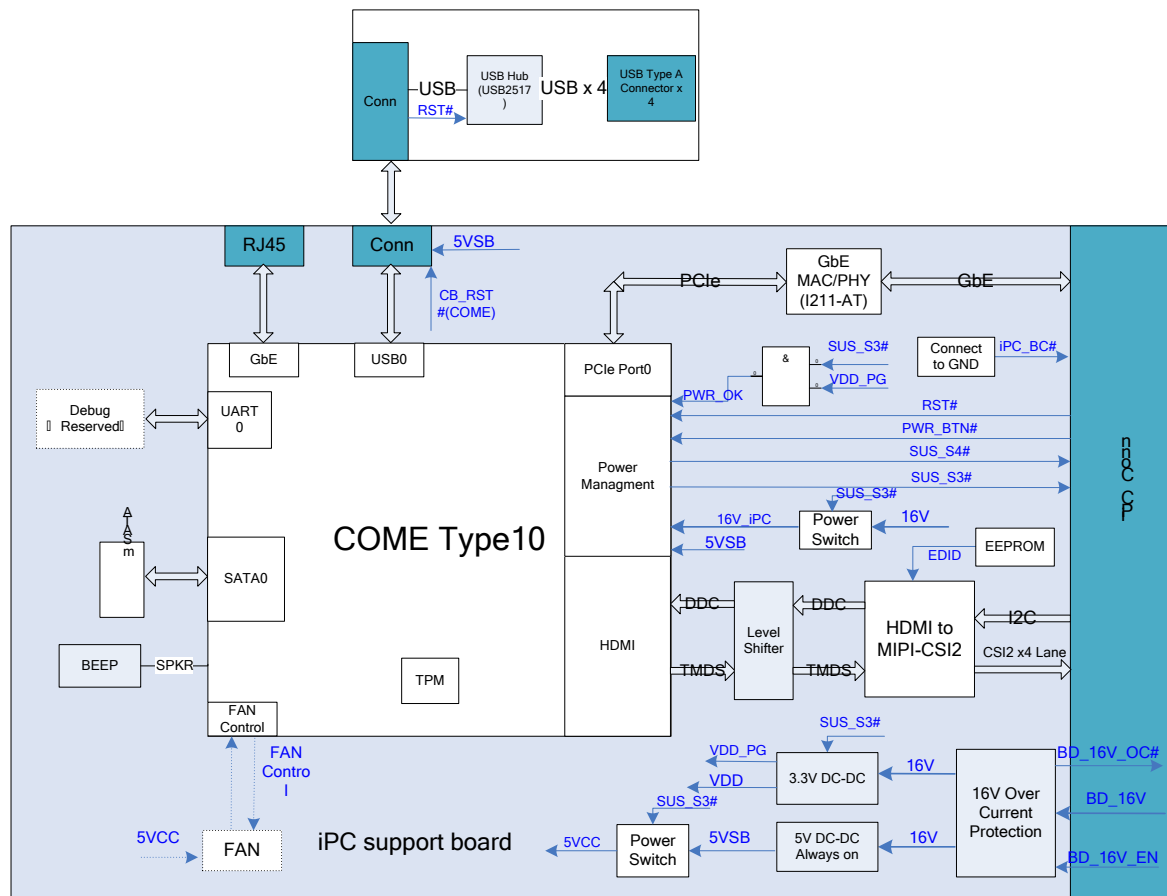 Conn
USB
RST#
USB Hub
(USB2517
)
USB x 4
USB Type A
Connector x
4
RJ45
Conn
5VSB
CB_RST
#(COME)
PCIe
GbE
MAC/PHY
(I211-AT)
GbE
GbE
USB0
PCIe Port0
&
SUS_S3#
VDD_PG
PWR_OK
Connect
to GND
iPC_BC#
Debug
Reserved
UART
0
RST#
PWR_BTN#
SUS_S4#
SUS_S3#
Power
Managment
iPC Conn
COME Type10
SUS_S3#
16V_iPC
Power
Switch
16V
5VSB
EEPROM
EDID
mSATA
SATA0
DDC
DDC
HDMI
Level
Shifter
HDMI to
MIPI-CSI2
I2C
CSI2 x4 Lane
TMDS
TMDS
BEEP
SPKR
TPM
FAN
Control
FAN
Contro
l
SUS_S3#
VDD_PG
VDD
3.3V DC-DC
16V
16V Over
Current
Protection
BD_16V_OC#
BD_16V
BD_16V_EN
SUS_S3#
5VCC
FAN
iPC support board
5VCC
Power
Switch
5VSB
5V DC-DC
Always on
16V